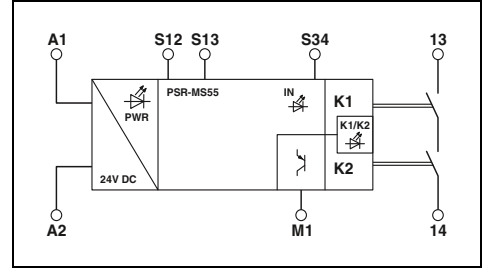 A1 S12 S13 S34 13
PSR-MS55 IN K1
PWR K1/K2
24V DC K2
A2 M1 14